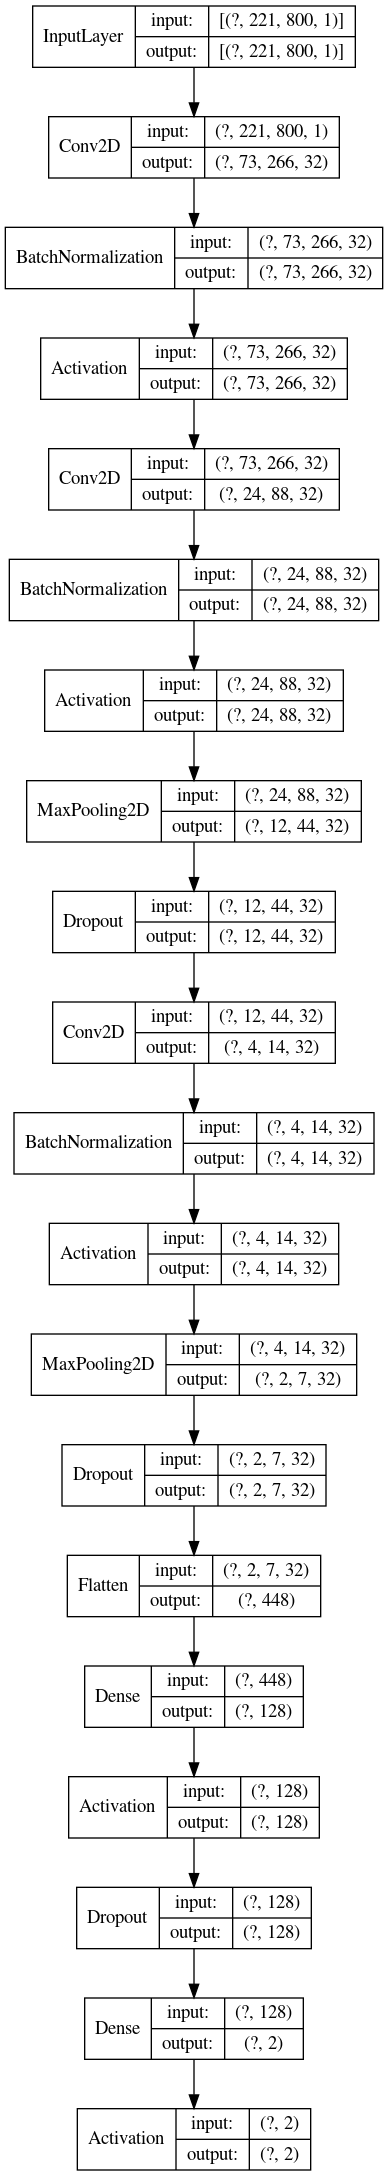 InputLayer input: [(?, 221, 800, 1)]
output: [(?, 221, 800, 1)]
Conv2D input: (?, 221, 800, 1)
output: (?, 73, 266, 32)
BatchNormalization input: (?, 73, 266, 32)
output: (?, 73, 266, 32)
Activation input: (?, 73, 266, 32)
output: (?, 73, 266, 32)
Conv2D input: (?, 73, 266, 32)
output: (?, 24, 88, 32)
BatchNormalization input: (?, 24, 88, 32)
output: (?, 24, 88, 32)
Activation input: (?, 24, 88, 32)
output: (?, 24, 88, 32)
MaxPooling2D input: (?, 24, 88, 32)
output: (?, 12, 44, 32)
Dropout input: (?, 12, 44, 32)
output: (?, 12, 44, 32)
Conv2D input: (?, 12, 44, 32)
output: (?, 4, 14, 32)
BatchNormalization input: (?, 4, 14, 32)
output: (?, 4, 14, 32)
Activation input: (?, 4, 14, 32)
output: (?, 4, 14, 32)
MaxPooling2D input: (?, 4, 14, 32)
output: (?, 2, 7, 32)
Dropout input: (?, 2, 7, 32)
output: (?, 2, 7, 32)
Flatten input: (?, 2, 7, 32)
output: (?, 448)
Dense input: (?, 448)
output: (?, 128)
Activation input: (?, 128)
output: (?, 128)
Dropout input: (?, 128)
output: (?, 128)
Dense input: (?, 128)
output: (?, 2)
Activation input: (?, 2)
output: (?, 2)